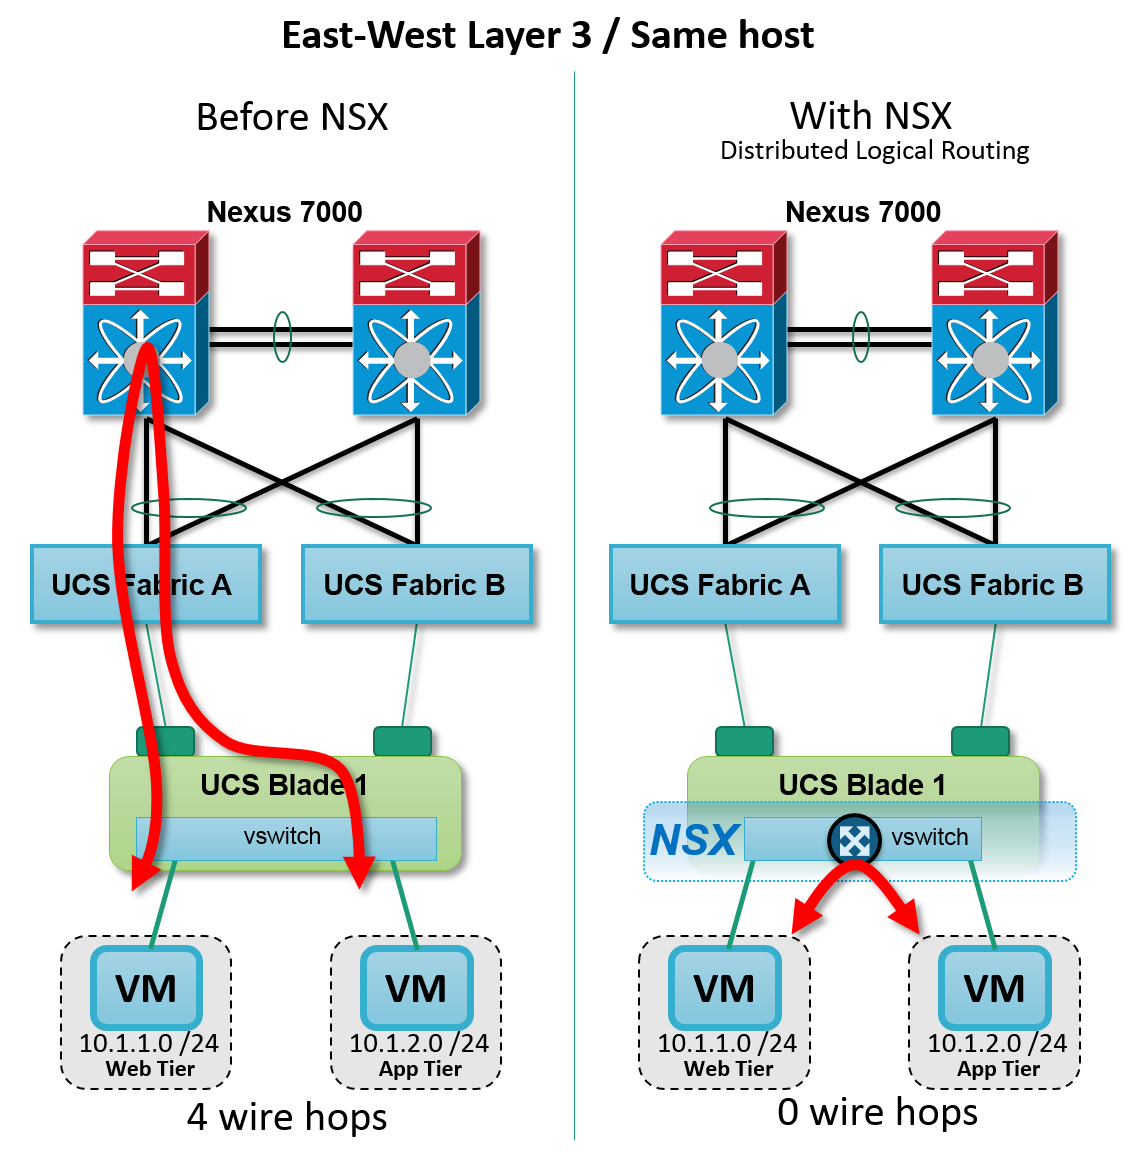 East-West Layer 3 / Same host
Before NSX
Nexus 7000
UCS Fabric A
UCS Fabric B
UCS Blade 1
vswitch
VM
10.1.1.0 /24
Web Tier
VM
10.1.2.0 /24
App Tier
4 wire hops
With NSX
Distributed Logical Routing
Nexus 7000
UCS Fabric A
UCS Fabric B
UCS Blade 1
NSX
vswitch
VM
10.1.1.0 /24
Web Tier
VM
10.1.2.0 /24
App Tier
0 wire hops